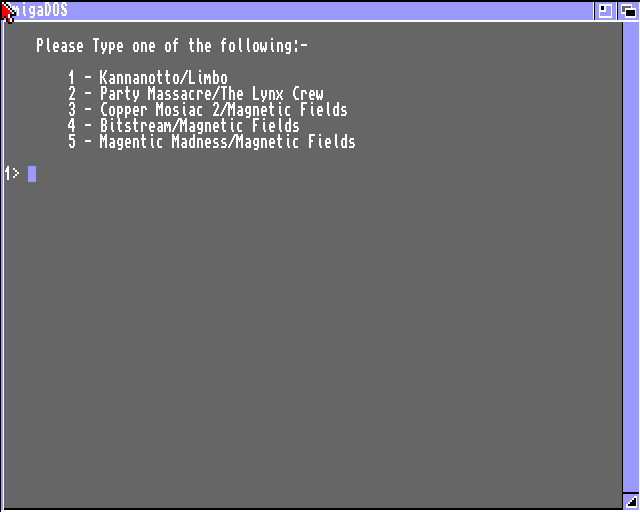 migaDOS
Please Type one of the following:-
1 - Kannanotto/Limbo
2 - Party Massacre/The Lynx Crew
3 - Copper Mosiac 2/Magnetic Fields
4 - Bitstream/Magnetic Fields
5 - Magentic Madness/Magnetic Fields
1>